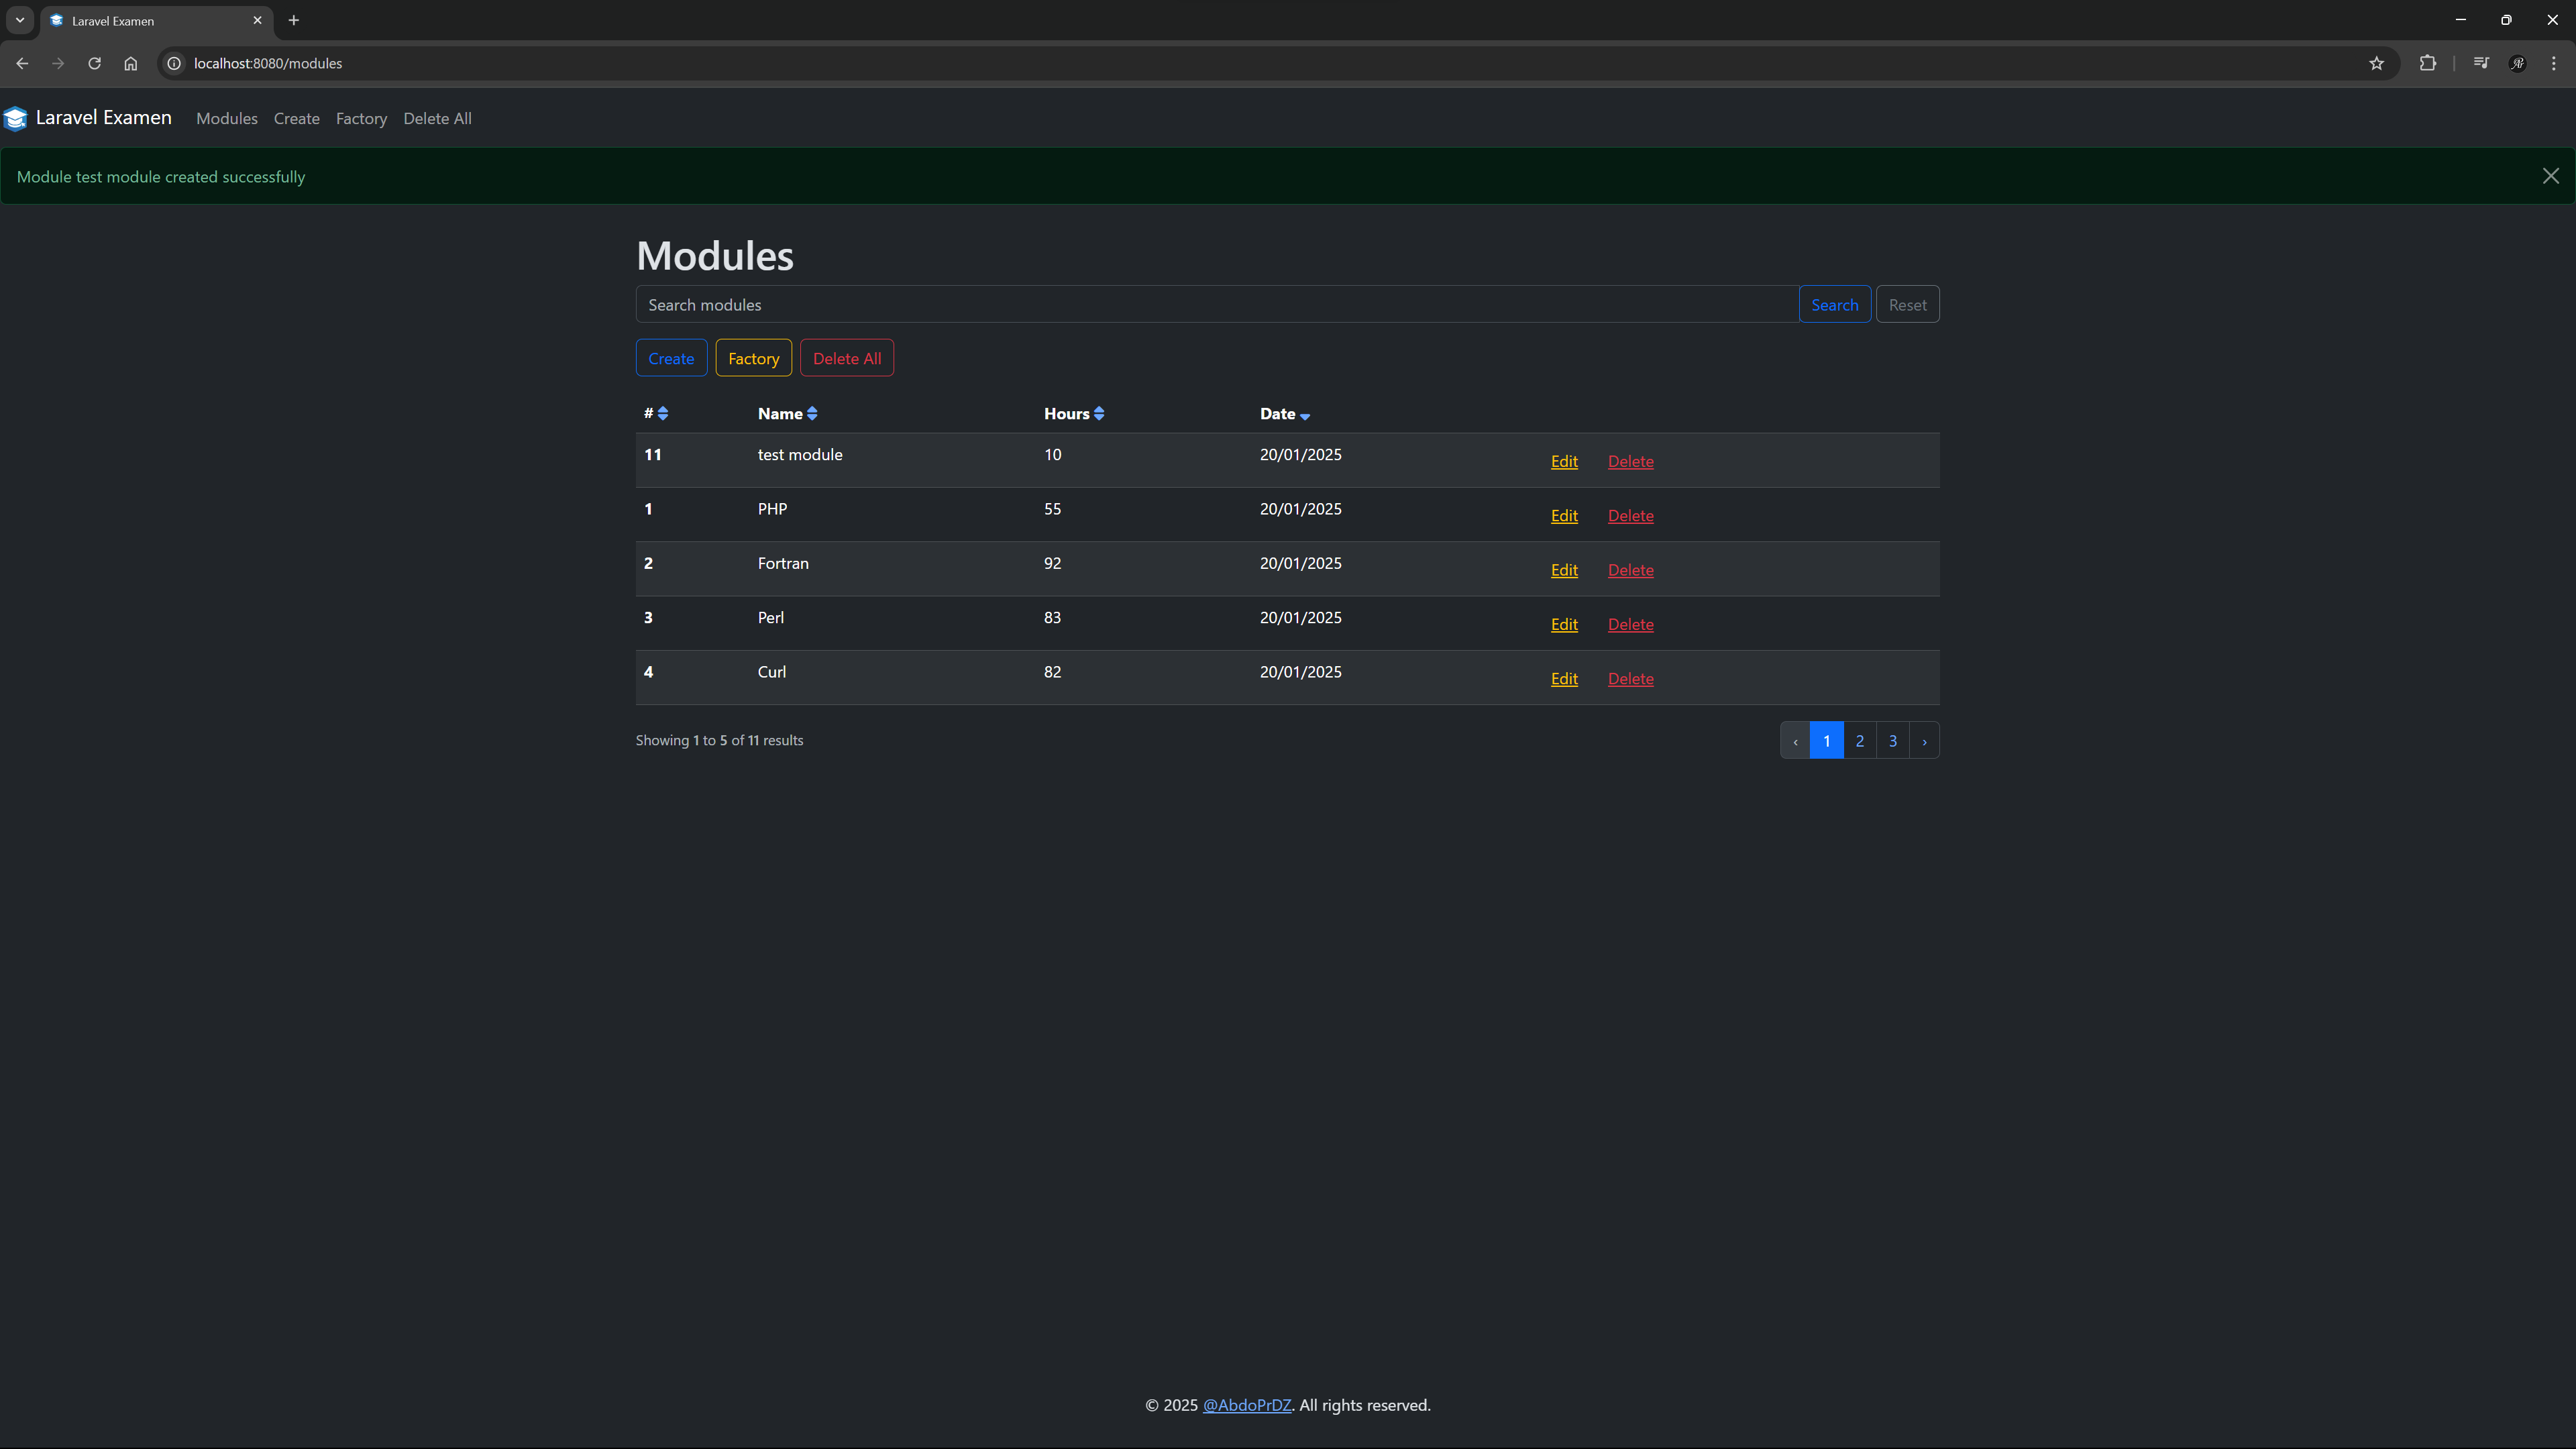 Laravel Examen
localhost:8080/modules
Laravel Examen Modules Create Factory Delete All
Module test module created successfully
Modules
Search modules Search Reset
Create Factory Delete All
# Name Hours Date
11 test module 10 20/01/2025 Edit Delete
1 PHP 55 20/01/2025 Edit Delete
2 Fortran 92 20/01/2025 Edit Delete
3 Perl 83 20/01/2025 Edit Delete
4 Curl 82 20/01/2025 Edit Delete
Showing 1 to 5 of 11 results ‹ 1 2 3 ›
© 2025 @AbdoPrDZ. All rights reserved.